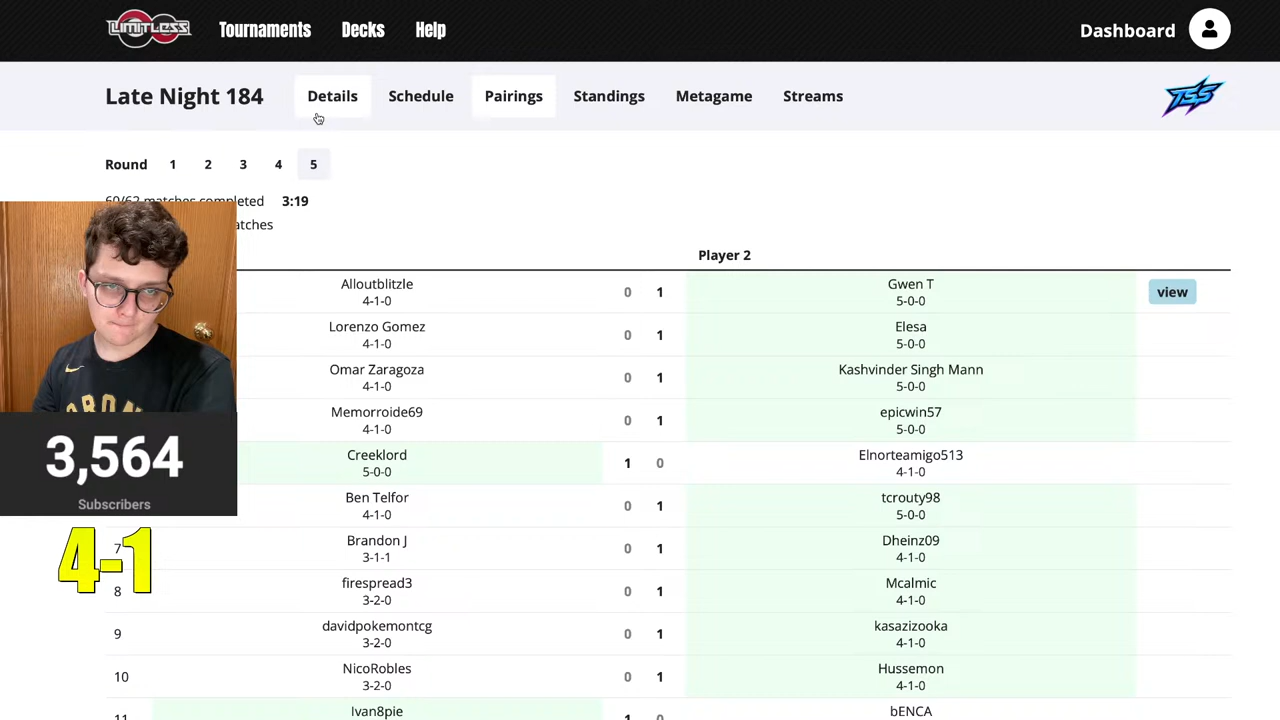 LIMITLESS Tournaments Decks Help Dashboard
Late Night 184 Details Schedule Pairings Standings Metagame Streams TSS
Round 1 2 3 4 5
60/62 matches completed 3:19
atches
Player 2
Alloutblitzle 0 1 Gwen T view
4-1-0 5-0-0
Lorenzo Gomez 0 1 Elesa
4-1-0 5-0-0
Omar Zaragoza 0 1 Kashvinder Singh Mann
4-1-0 5-0-0
Memorroide69 0 1 epicwin57
4-1-0 5-0-0
Creeklord 1 0 Elnorteamigo513
5-0-0 4-1-0
Ben Telfor 0 1 tcrouty98
4-1-0 5-0-0
7 Brandon J 0 1 Dheinz09
3-1-1 4-1-0
8 firespread3 0 1 Mcalmic
3-2-0 4-1-0
9 davidpokemontcg 0 1 kasazizooka
3-2-0 4-1-0
10 NicoRobles 0 1 Hussemon
3-2-0 4-1-0
11 Ivan8pie 1 0 bENCA
3,564
Subscribers
4-1